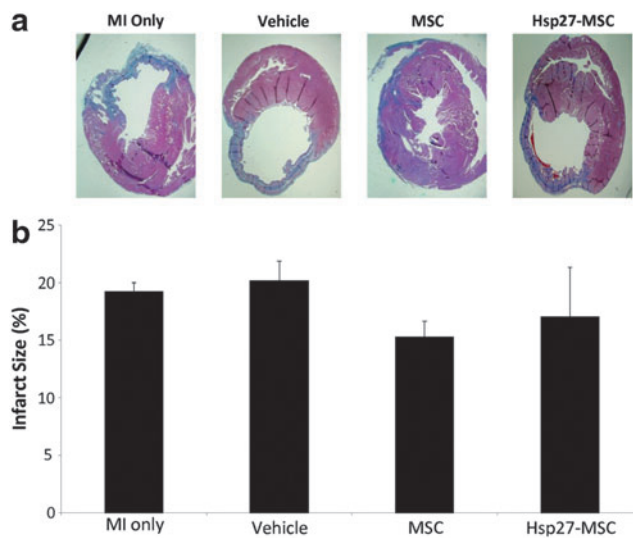 a
MI Only Vehicle MSC Hsp27-MSC
b
25
20
15
10
5
0
Infarct Size (%)
MI only Vehicle MSC Hsp27-MSC